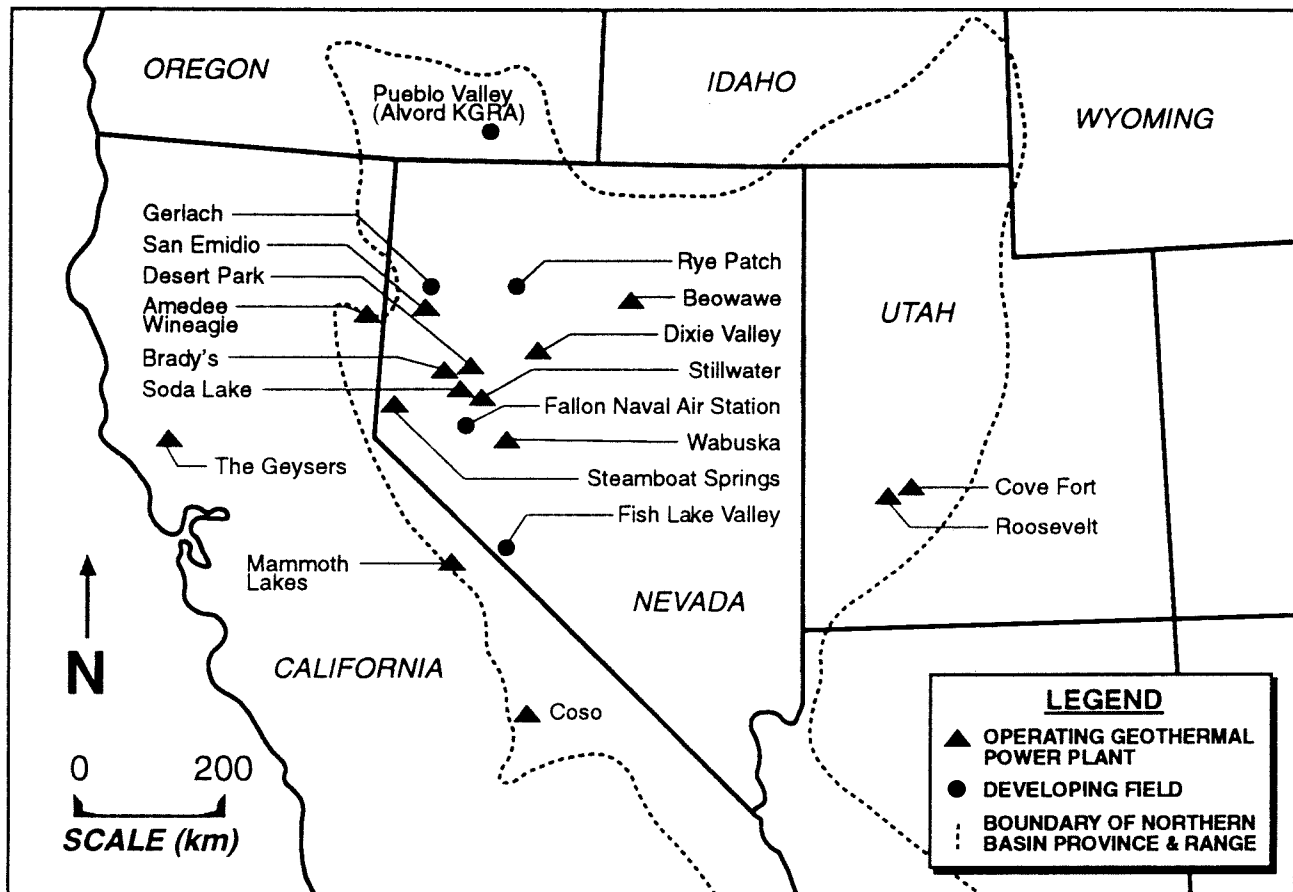 OREGON
IDAHO
WYOMING
Pueblo Valley
(Alvord KGRA)
Gerlach
San Emidio
Desert Park
Amedee
Wineagle
Brady's
Soda Lake
The Geysers
Rye Patch
Beowawe
Dixie Valley
Stillwater
Fallon Naval Air Station
Wabuska
Steamboat Springs
Fish Lake Valley
UTAH
Cove Fort
Roosevelt
Mammoth
Lakes
NEVADA
CALIFORNIA
Coso
N
0 200
SCALE (km)
LEGEND
OPERATING GEOTHERMAL
POWER PLANT
DEVELOPING FIELD
BOUNDARY OF NORTHERN
BASIN PROVINCE & RANGE